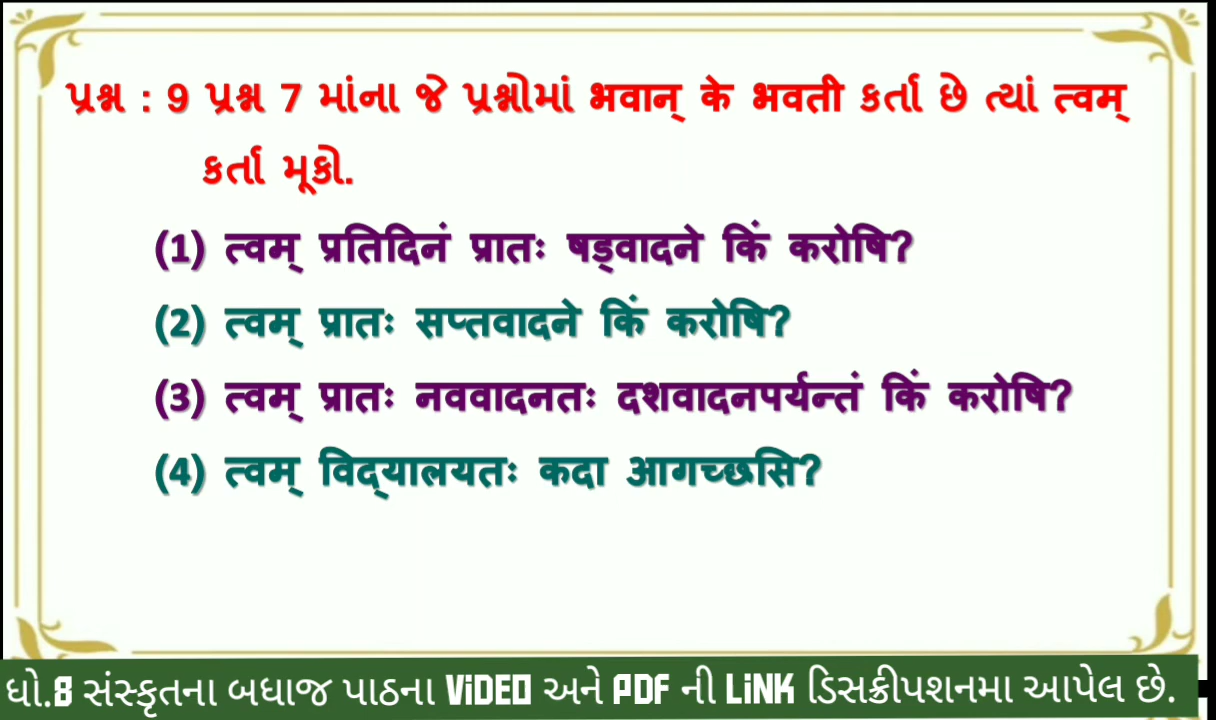 પ્રશ્ન : 9 પ્રશ્ન 7 માંના જે પ્રશ્નોમાં भवान् के भवती કર્તા છે ત્યાં त्वम्
કર્તા મૂકો.
(1) त्वम् प्रतिदिनं प्रातः षड्वादने किं करोषि?
(2) त्वम् प्रातः सप्तवादने किं करोषि?
(3) त्वम् प्रातः नववादनतः दशवादनपर्यन्तं किं करोषि?
(4) त्वम् विद्यालयतः कदा आगच्छसि?
ધો.8 સંસ્કૃતના બધાજ પાઠના ViDEO અને PDF ની LiNK ડિસક્રીપશનમા આપેલ છે.